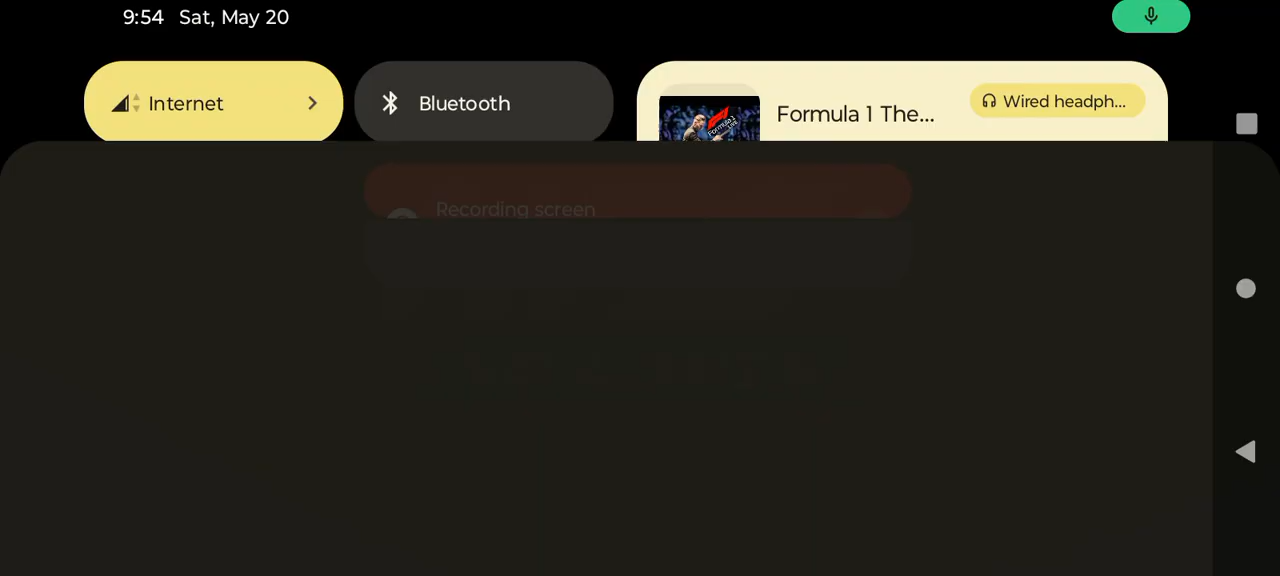 9:54 Sat, May 20
Internet
Bluetooth
Formula 1 The...
Wired headph...
Recording screen